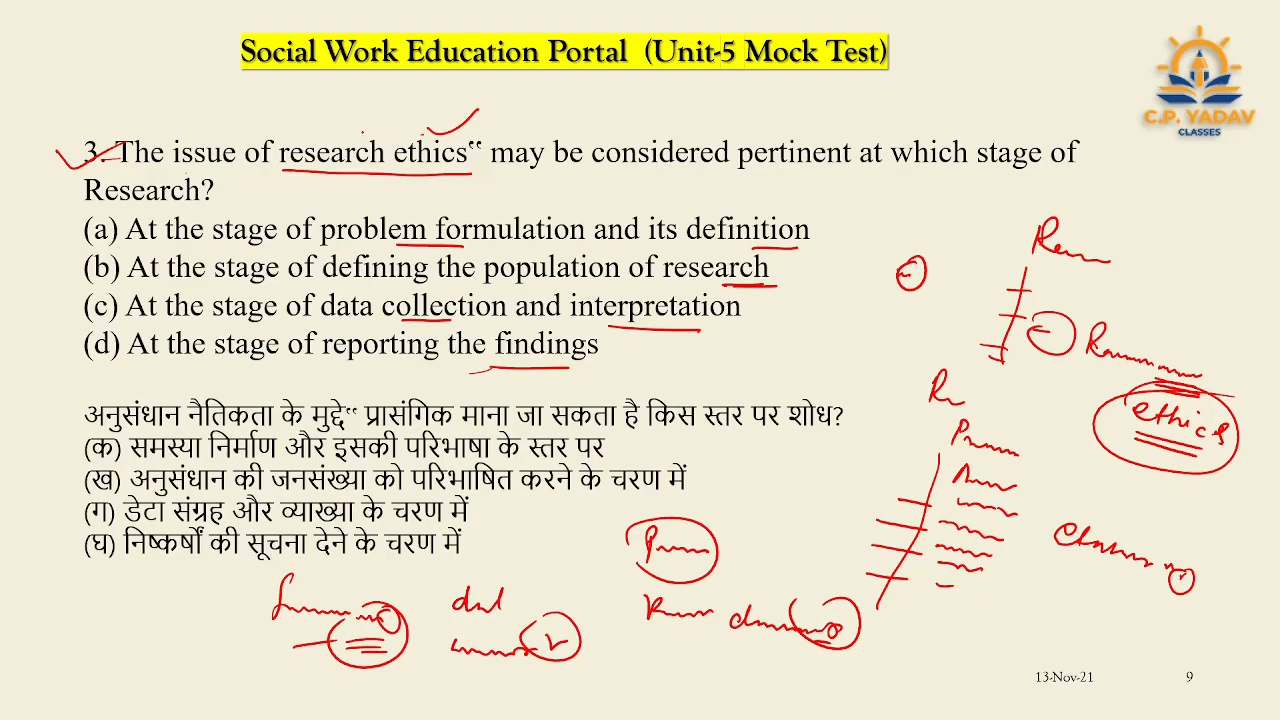 Social Work Education Portal (Unit-5 Mock Test)
C.P. YADAV
CLASSES
3. The issue of research ethics‟ may be considered pertinent at which stage of
Research?
(a) At the stage of problem formulation and its definition
(b) At the stage of defining the population of research
(c) At the stage of data collection and interpretation
(d) At the stage of reporting the findings
ethics
अनुसंधान नैतिकता के मुद्दे‟ प्रासंगिक माना जा सकता है किस स्तर पर शोध?
(क) समस्या निर्माण और इसकी परिभाषा के स्तर पर
(ख) अनुसंधान की जनसंख्या को परिभाषित करने के चरण में
(ग) डेटा संग्रह और व्याख्या के चरण में
(घ) निष्कर्षों की सूचना देने के चरण में
13-Nov-21
9